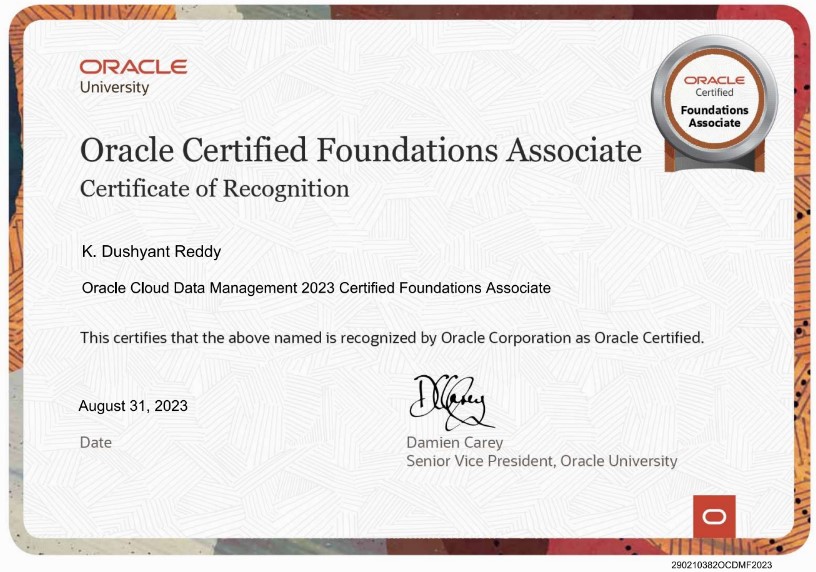 ORACLE
University
ORACLE
Certified
Foundations
Associate
Oracle Certified Foundations Associate
Certificate of Recognition
K. Dushyant Reddy
Oracle Cloud Data Management 2023 Certified Foundations Associate
This certifies that the above named is recognized by Oracle Corporation as Oracle Certified.
August 31, 2023
Date
DCarey
Damien Carey
Senior Vice President, Oracle University
290210382OCDMF2023